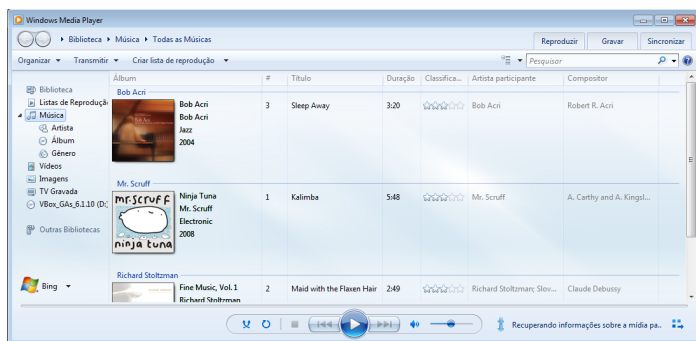 Windows Media Player
Biblioteca Música Todas as Músicas
Reproduzir Gravar Sincronizar
Organizar Transmitir Criar lista de reprodução
Pesquisar
Álbum # Título Duração Classifica... Artista participante Compositor
Biblioteca
Listas de Reproduçã
Música
Artista
Álbum
Gênero
Vídeos
Imagens
TV Gravada
VBox_GAs_6.1.10 (D:)
Outras Bibliotecas
Bing
Bob Acri
Bob Acri 3 Sleep Away 3:20 Bob Acri Robert R. Acri
Bob Acri
Jazz
2004
Mr. Scruff
mr.scruff
ninja tuna
Ninja Tuna 1 Kalimba 5:48 Mr. Scruff A. Carthy and A. Kingsl...
Mr. Scruff
Electronic
2008
Richard Stoltzman
Fine Music, Vol. 1 2 Maid with the Flaxen Hair 2:49 Richard Stoltzman; Slov... Claude Debussy
Richard Stoltzman
Recuperando informações sobre a mídia pa..